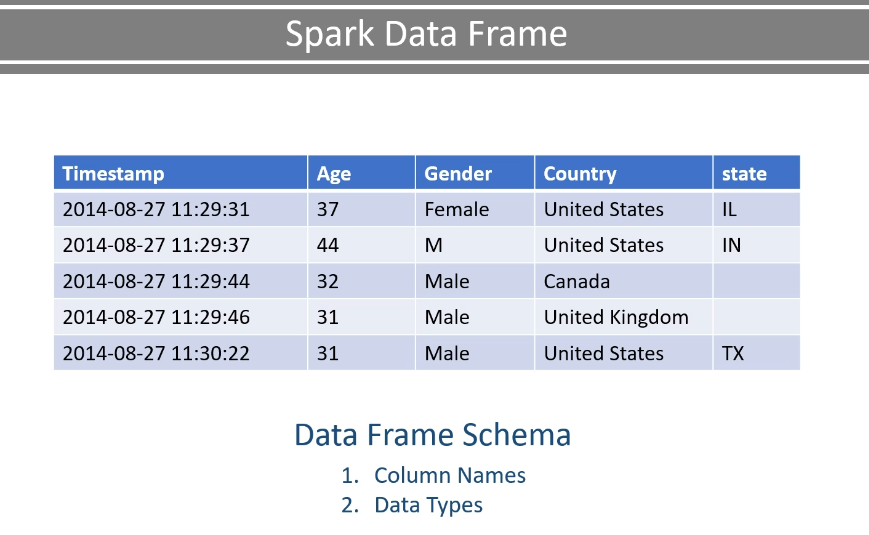 Spark Data Frame
Timestamp Age Gender Country state
2014-08-27 11:29:31 37 Female United States IL
2014-08-27 11:29:37 44 M United States IN
2014-08-27 11:29:44 32 Male Canada
2014-08-27 11:29:46 31 Male United Kingdom
2014-08-27 11:30:22 31 Male United States TX
Data Frame Schema
1. Column Names
2. Data Types